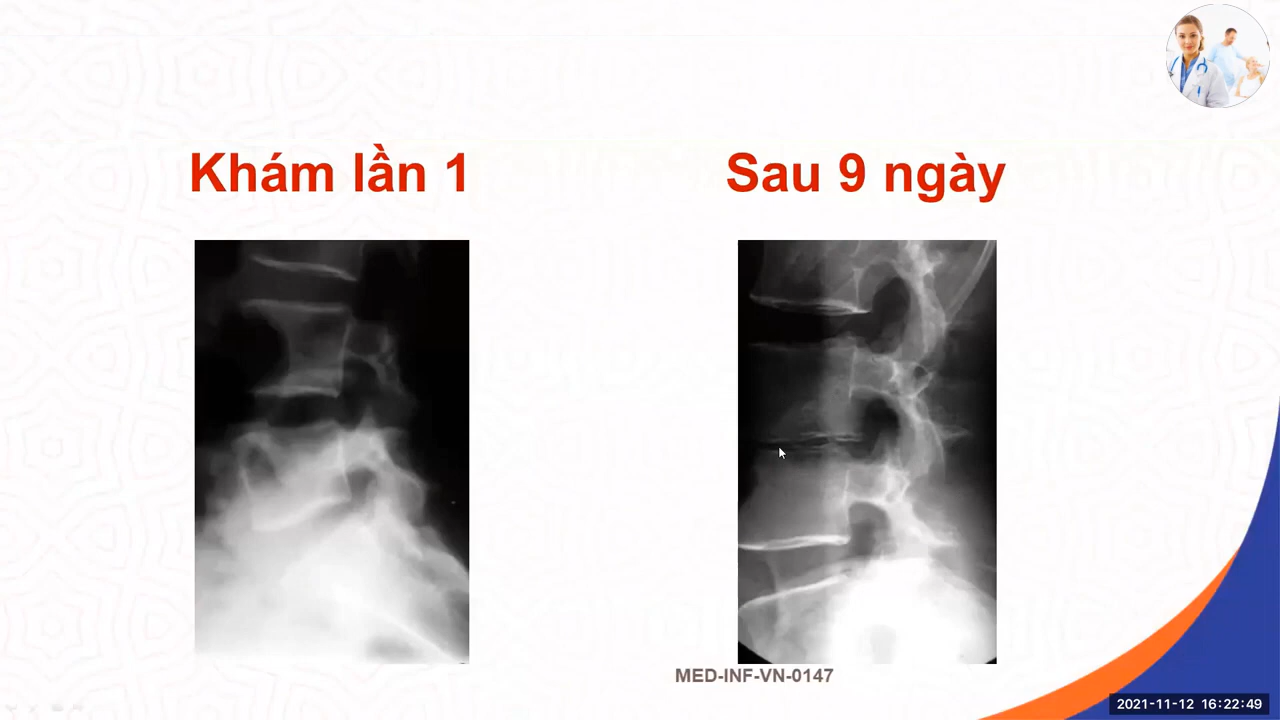 Khám lần 1
Sau 9 ngày
MED-INF-VN-0147
2021-11-12 16:22:49